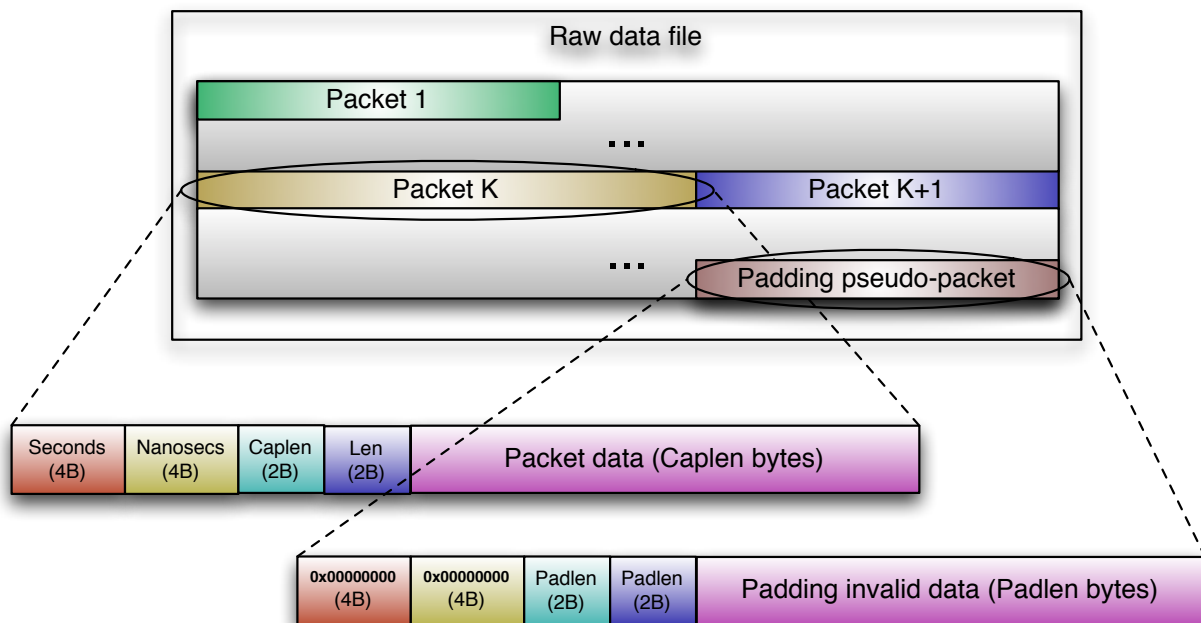 Raw data file
Packet 1
...
Packet K
Packet K+1
...
Padding pseudo-packet
Seconds
(4B)
Nanosecs
(4B)
Caplen
(2B)
Len
(2B)
Packet data (Caplen bytes)
0x00000000
(4B)
0x00000000
(4B)
Padlen
(2B)
Padlen
(2B)
Padding invalid data (Padlen bytes)